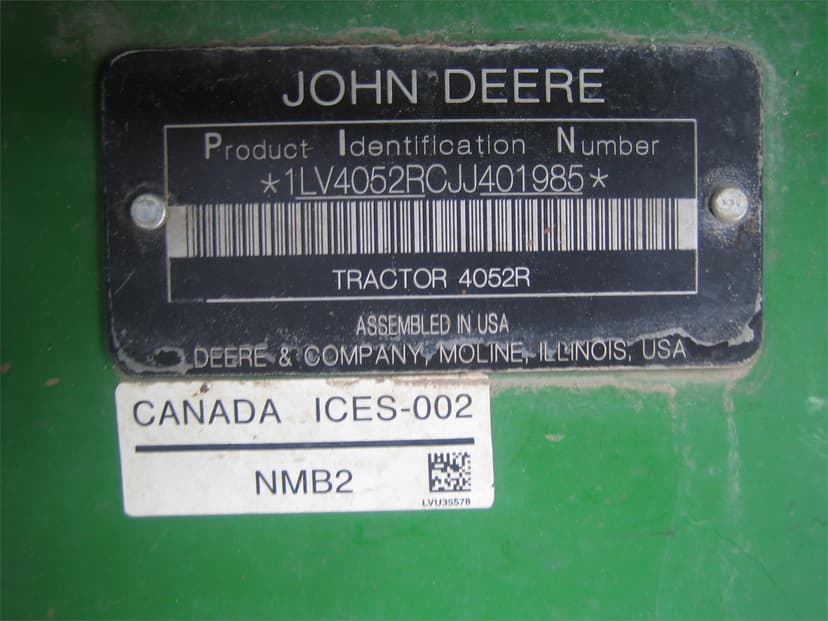 JOHN DEERE
Product Identification Number
*1LV4052RCJJ401985*
TRACTOR 4052R
ASSEMBLED IN USA
DEERE & COMPANY, MOLINE, ILLINOIS, USA
CANADA ICES-002
NMB2
LVU35578